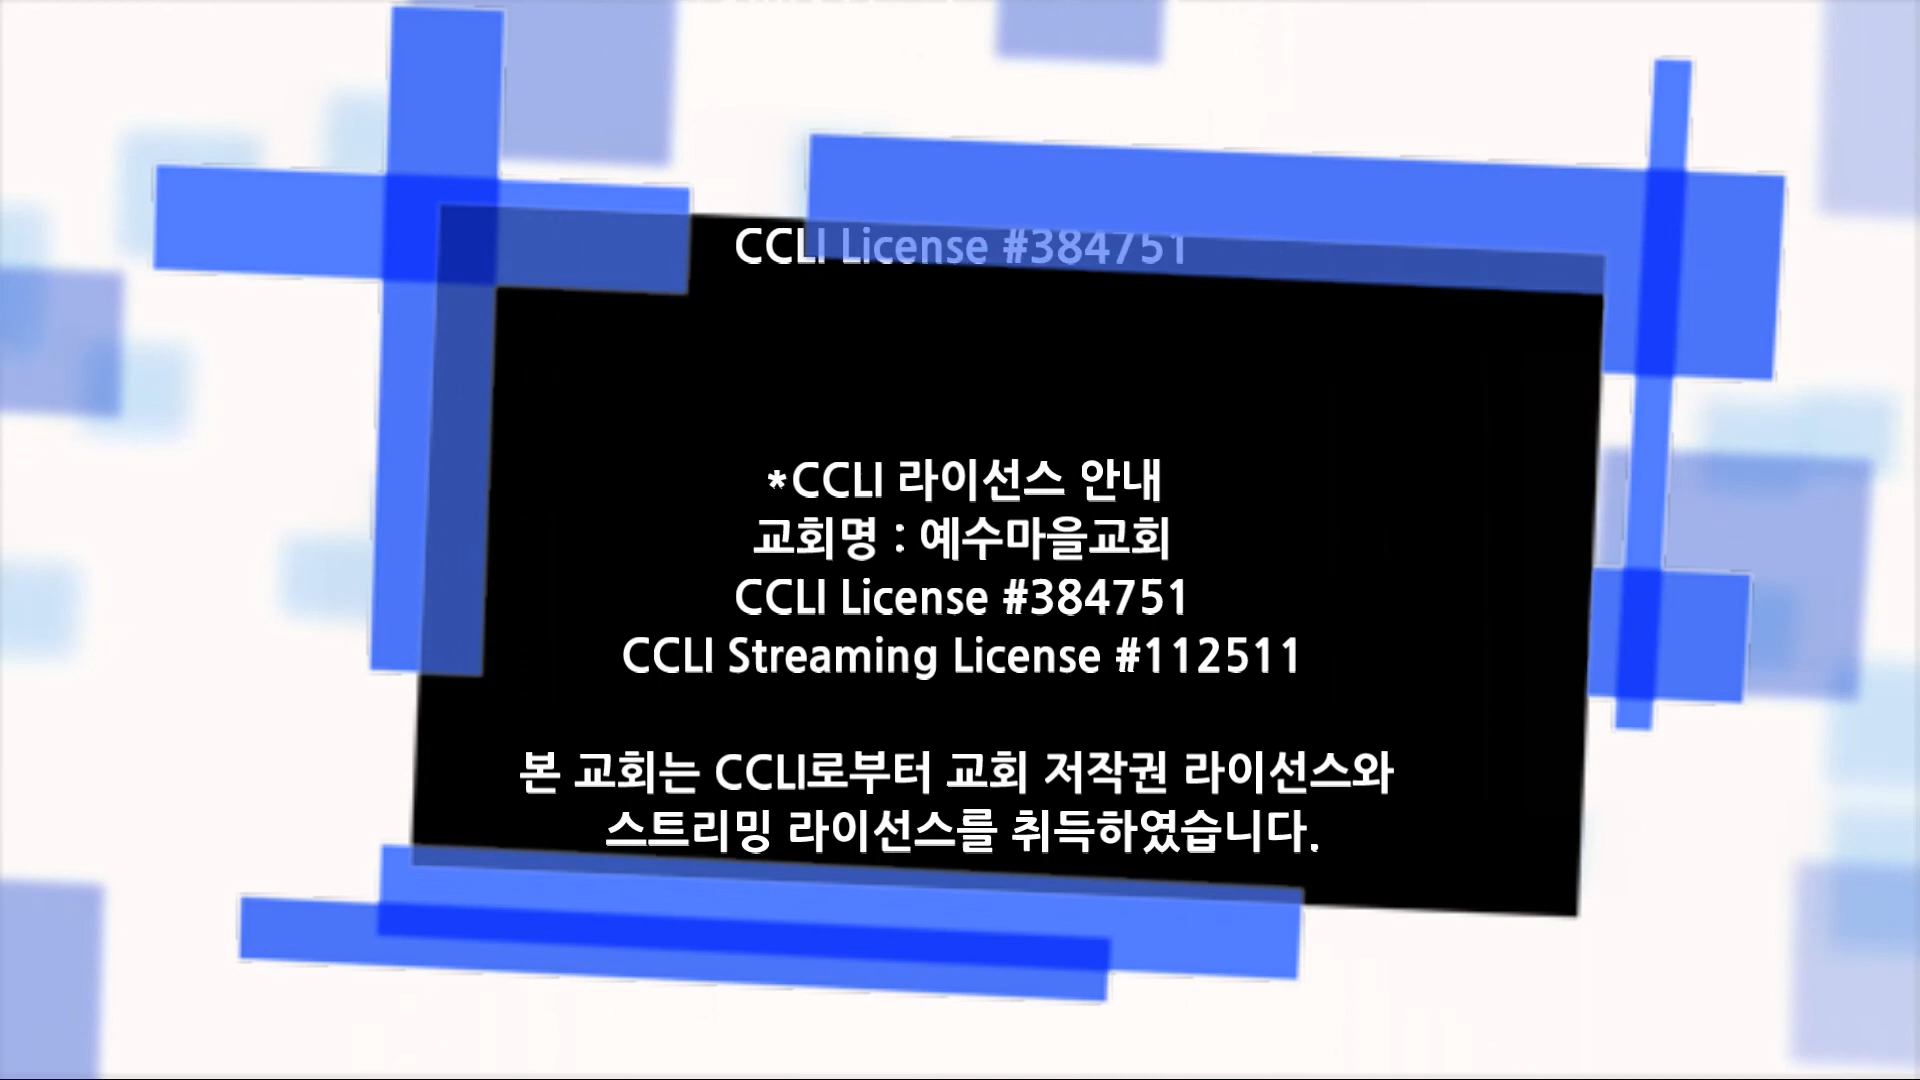 CCLI License #384751
*CCLI 라이선스 안내
교회명 : 예수마을교회
CCLI License #384751
CCLI Streaming License #112511
본 교회는 CCLI로부터 교회 저작권 라이선스와
스트리밍 라이선스를 취득하였습니다.